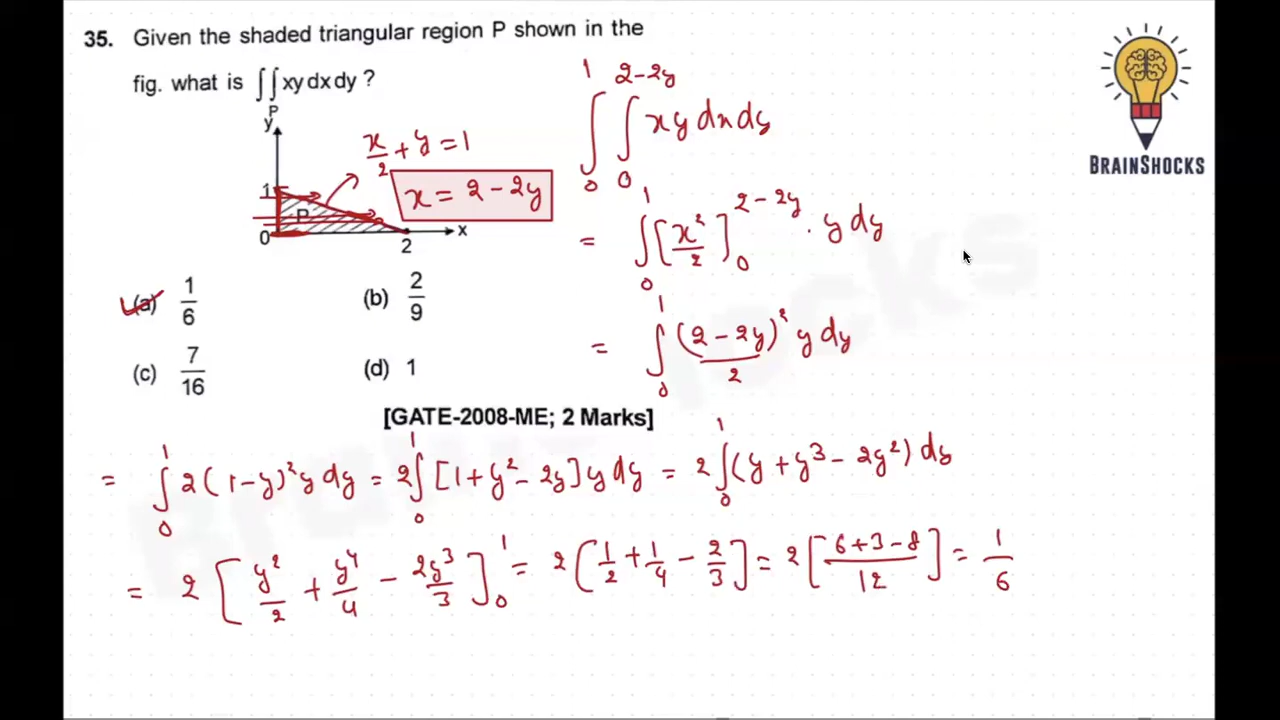 35. Given the shaded triangular region P shown in the
fig. what is ∬ xy dx dy ?
P
y
x/2 + y = 1
x = 2 - 2y
1
P
0
2
x
(a) 1/6
(b) 2/9
(c) 7/16
(d) 1
[GATE-2008-ME; 2 Marks]
∫₀¹ ∫₀^(2-2y) xy dx dy
= ∫₀¹ [x²/2]₀^(2-2y) · y dy
= ∫₀¹ (2-2y)²/2 y dy
= ∫₀¹ 2(1-y)² y dy = 2∫₀¹ [1+y²-2y] y dy = 2∫₀¹ (y+y³-2y²) dy
= 2[y²/2 + y⁴/4 - 2y³/3]₀¹ = 2[1/2 + 1/4 - 2/3] = 2[(6+3-8)/12] = 1/6
BRAINSHOCKS
BrainShocks